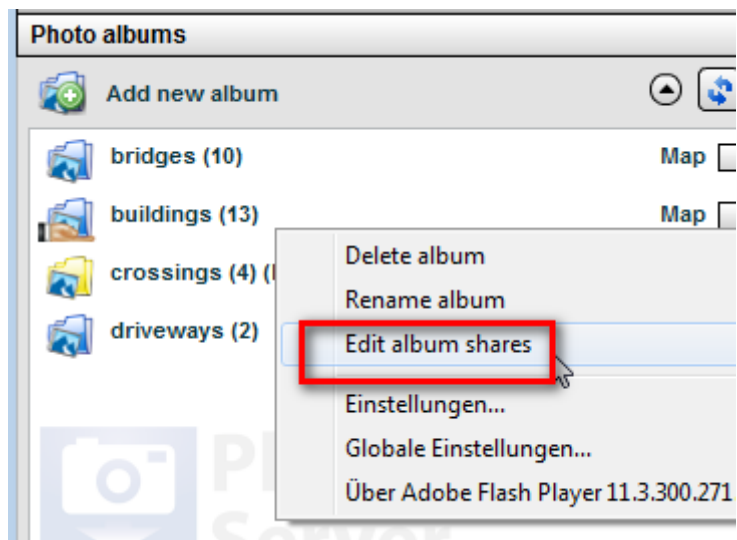 Photo albums
Add new album
bridges (10) Map
buildings (13) Map
crossings (4) (
driveways (2)
Delete album
Rename album
Edit album shares
Einstellungen...
Globale Einstellungen...
Über Adobe Flash Player 11.3.300.271
Server